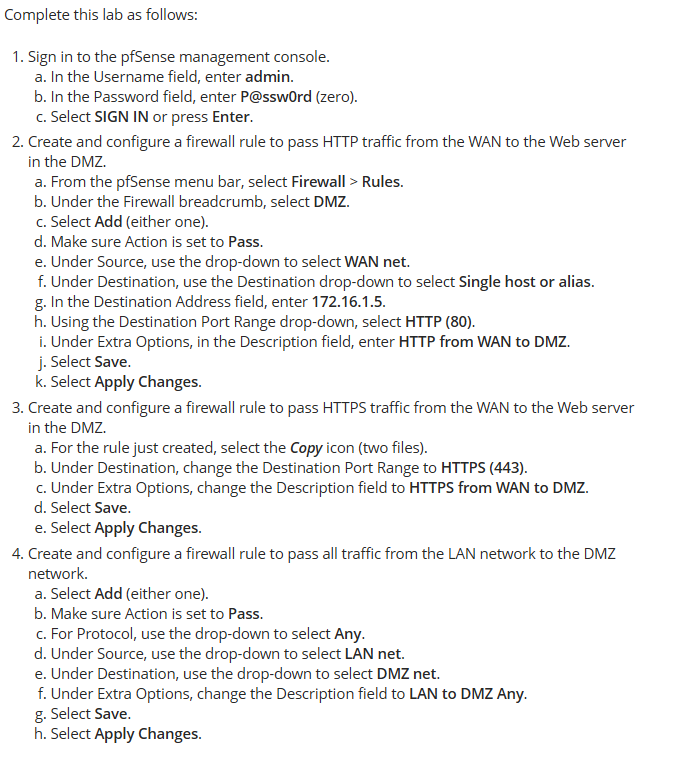 Complete this lab as follows:
1. Sign in to the pfSense management console.
a. In the Username field, enter admin.
b. In the Password field, enter P@ssw0rd (zero).
c. Select SIGN IN or press Enter.
2. Create and configure a firewall rule to pass HTTP traffic from the WAN to the Web server
in the DMZ.
a. From the pfSense menu bar, select Firewall > Rules.
b. Under the Firewall breadcrumb, select DMZ.
c. Select Add (either one).
d. Make sure Action is set to Pass.
e. Under Source, use the drop-down to select WAN net.
f. Under Destination, use the Destination drop-down to select Single host or alias.
g. In the Destination Address field, enter 172.16.1.5.
h. Using the Destination Port Range drop-down, select HTTP (80).
i. Under Extra Options, in the Description field, enter HTTP from WAN to DMZ.
j. Select Save.
k. Select Apply Changes.
3. Create and configure a firewall rule to pass HTTPS traffic from the WAN to the Web server
in the DMZ.
a. For the rule just created, select the Copy icon (two files).
b. Under Destination, change the Destination Port Range to HTTPS (443).
c. Under Extra Options, change the Description field to HTTPS from WAN to DMZ.
d. Select Save.
e. Select Apply Changes.
4. Create and configure a firewall rule to pass all traffic from the LAN network to the DMZ
network.
a. Select Add (either one).
b. Make sure Action is set to Pass.
c. For Protocol, use the drop-down to select Any.
d. Under Source, use the drop-down to select LAN net.
e. Under Destination, use the drop-down to select DMZ net.
f. Under Extra Options, change the Description field to LAN to DMZ Any.
g. Select Save.
h. Select Apply Changes.